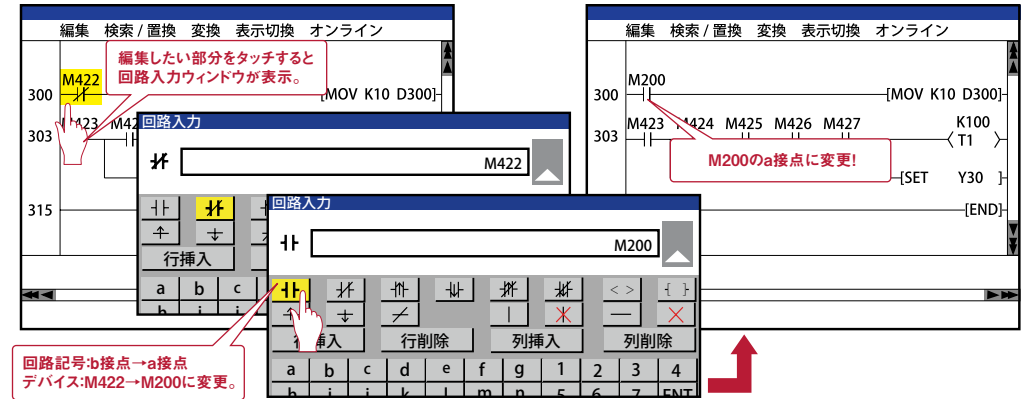 編集 検索 / 置換 変換 表示切換 オンライン
編集したい部分をタッチすると
回路入力ウィンドウが表示。
M422
300
[MOV K10 D300]
M423
303
315
回路入力
M422
行挿入
a b c
h i i
回路入力
M200
< > { }
行挿入 行削除 列挿入 列削除
a b c d e f g 1 2 3 4
h i j k l m n 5 6 7 ENT
回路記号:b接点→a接点
デバイス:M422→M200に変更。
編集 検索 / 置換 変換 表示切換 オンライン
M200
300
[MOV K10 D300]
M423 M424 M425 M426 M427 K100
303
T1
M200のa接点に変更!
[SET Y30 ]
315
[END]